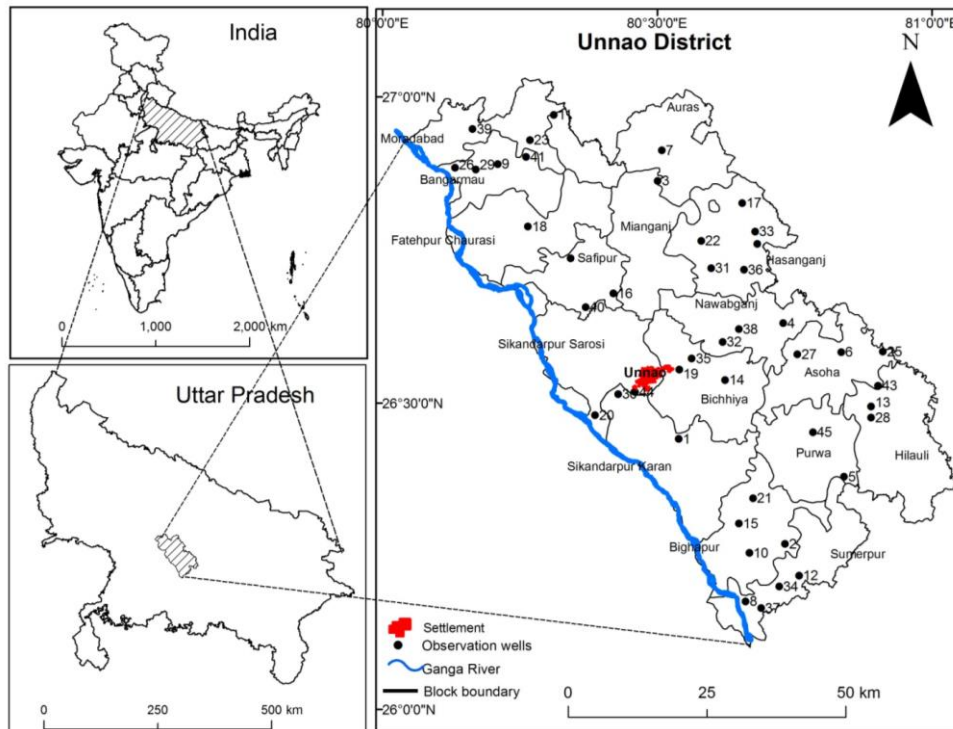 India
0
1,000
2,000 km
Uttar Pradesh
0
250
500 km
80°0'0"E
80°30'0"E
81°0'0"E
Unnao District
N
27°0'0"N
26°30'0"N
26°0'0"N
Auras
39
23
Moradabad
41
7
26
29
9
3
Bangarmau
17
Mianganj
18
33
Fatehpur Chaurasi
22
Hasanganj
Safipur
31
36
16
Nawabganj
40
4
38
Sikandarpur Sarosi
32
27
6
25
35
Asoha
Unnao
19
14
43
Bichhiya
30
44
13
20
28
45
1
Purwa
Hilauli
Sikandarpur Karan
5
21
15
Bighapur
2
10
Sumerpur
12
34
8
37
Settlement
Observation wells
Ganga River
Block boundary
0
25
50 km